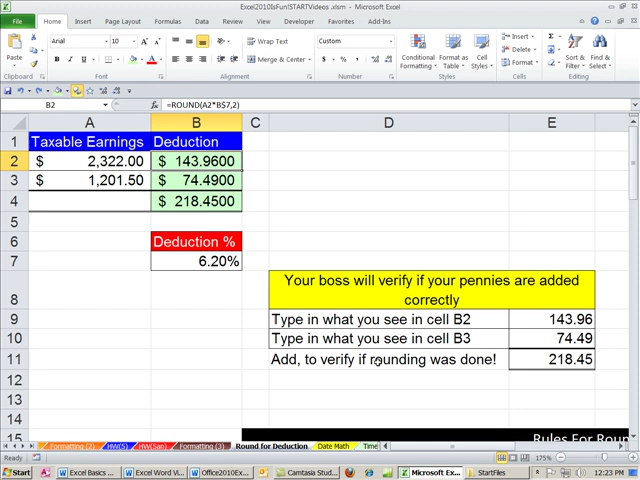 Excel2010IsFun!STARTVideos .xlsm - Microsoft Excel
File Home Insert Page Layout Formulas Data Review View Developer Favorites Add-Ins
Arial 10 Wrap Text Custom Insert
Paste Delete Conditional Formatting Format as Table Cell Styles Sort & Filter Find & Select
B I U Merge & Center $ % , Format
Clipboard Font Alignment Number Styles Cells Editing
B2 fx =ROUND(A2*B$7,2)
A B C D E
1 Taxable Earnings Deduction
2 $ 2,322.00 $ 143.9600
3 $ 1,201.50 $ 74.4900
4 $ 218.4500
5
6 Deduction %
7 6.20%
8 Your boss will verify if your pennies are added
correctly
9 Type in what you see in cell B2 143.96
10 Type in what you see in cell B3 74.49
11 Add, to verify if rounding was done! 218.45
12
13
14
15 Rules For Roun
Formatting (2) HW(5) HW(San) Formatting (3) Round for Deduction Date Math Time
Ready 175%
Start Excel Basics ... Excel Word Vi... Office2010Ex... Camtasia Stud... Microsoft Ex... StartFiles 12:23 PM